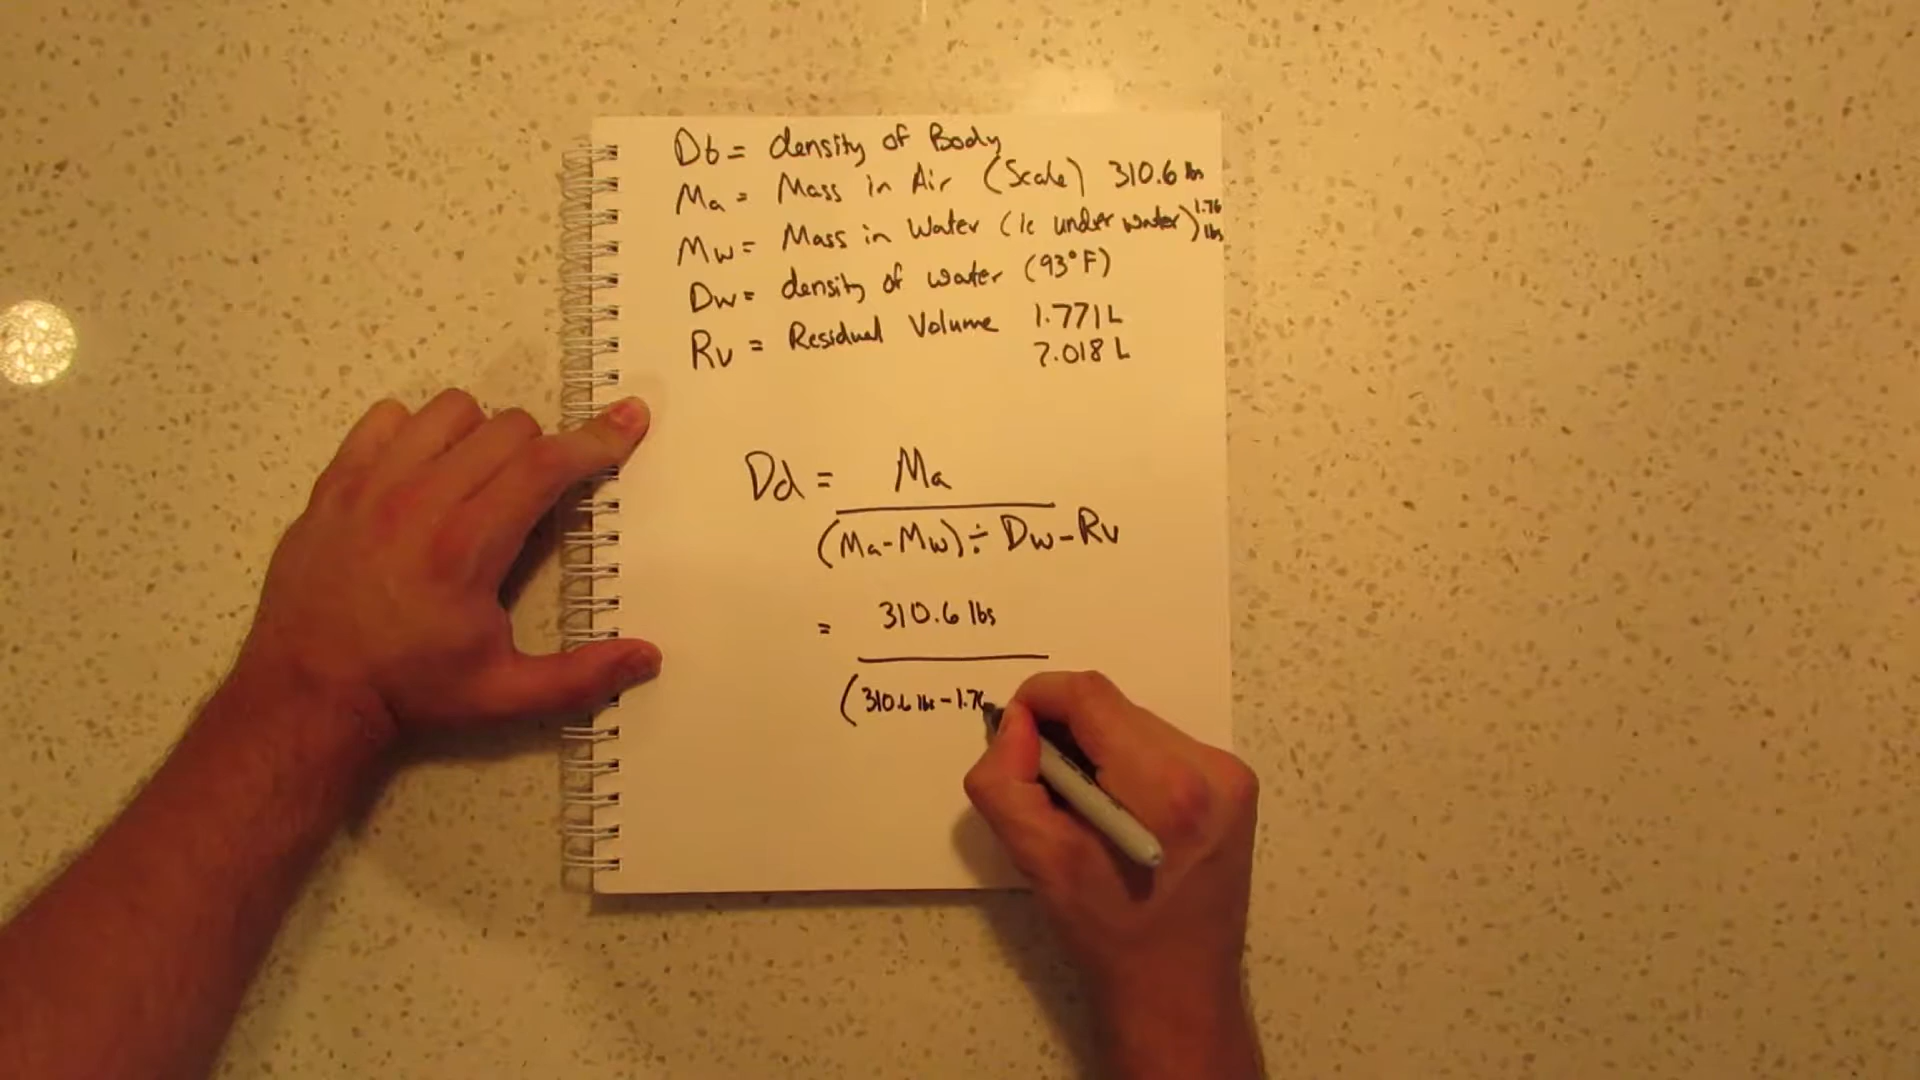 Db = density of Body
Ma = Mass in Air (Scale) 310.6 lbs
Mw = Mass in Water (ie under water) 1.76 lbs
Dw = density of water (93°F)
Rv = Residual Volume 1.771 L
7.018 L
Dd = Ma
(Ma - Mw) ÷ Dw - Rv
= 310.6 lbs
(310.6 lbs - 1.76